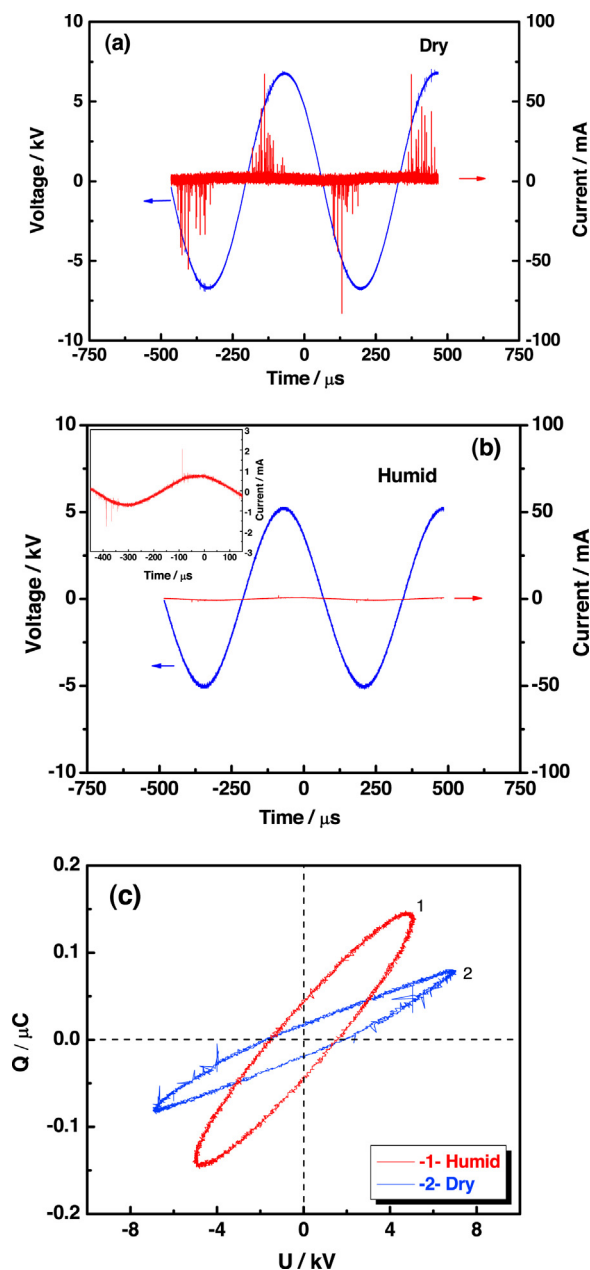 (a)
Dry
Voltage / kV
Current / mA
10
5
0
-5
-10
100
50
0
-50
-100
-750 -500 -250 0 250 500 750
Time / μs
(b)
Humid
Voltage / kV
Current / mA
10
5
0
-5
-10
100
50
0
-50
-100
3
2
1
0
-1
-2
-3
Current / mA
-400 -300 -200 -100 0 100
Time / μs
-750 -500 -250 0 250 500 750
Time / μs
(c)
1
2
Q / μC
0.2
0.1
0.0
-0.1
-0.2
-1- Humid
-2- Dry
-8 -4 0 4 8
U / kV